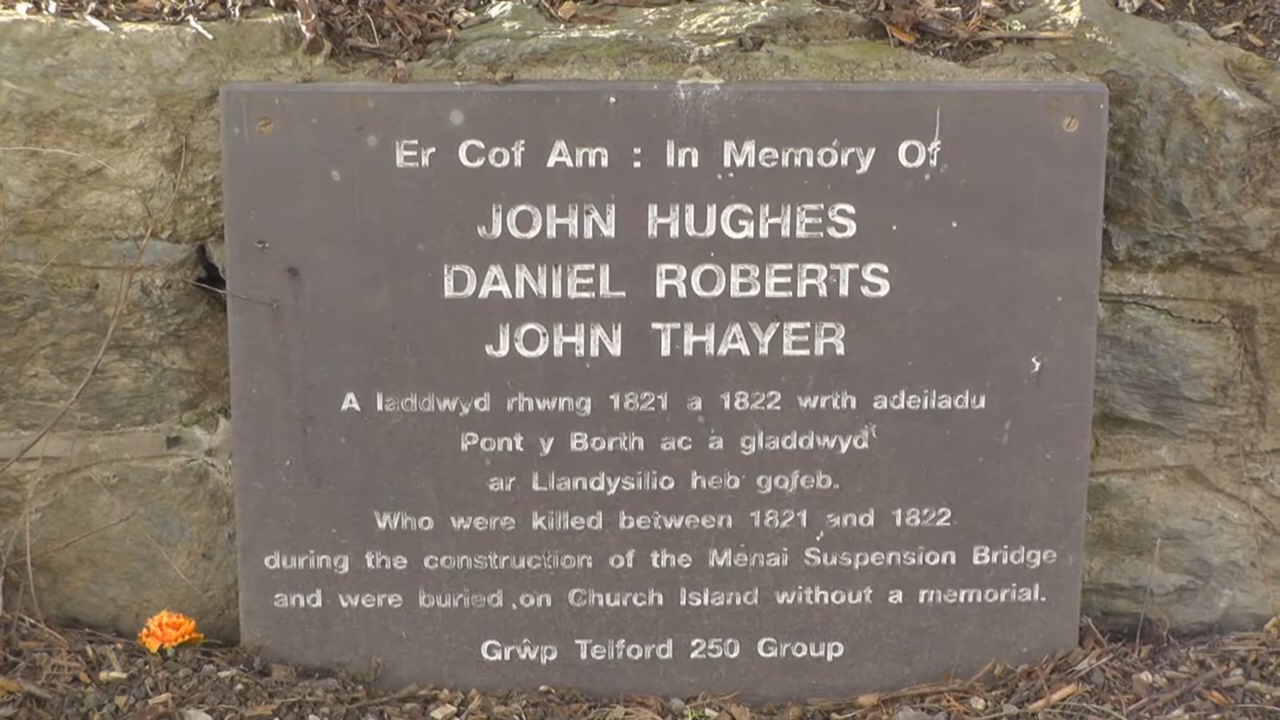 Er Cof Am : In Memory Of
JOHN HUGHES
DANIEL ROBERTS
JOHN THAYER
A laddwyd rhwng 1821 a 1822 wrth adeiladu
Pont y Borth ac a gladdwyd
ar Llandysilio heb gofeb.
Who were killed between 1821 and 1822
during the construction of the Menai Suspension Bridge
and were buried on Church Island without a memorial.
Grŵp Telford 250 Group